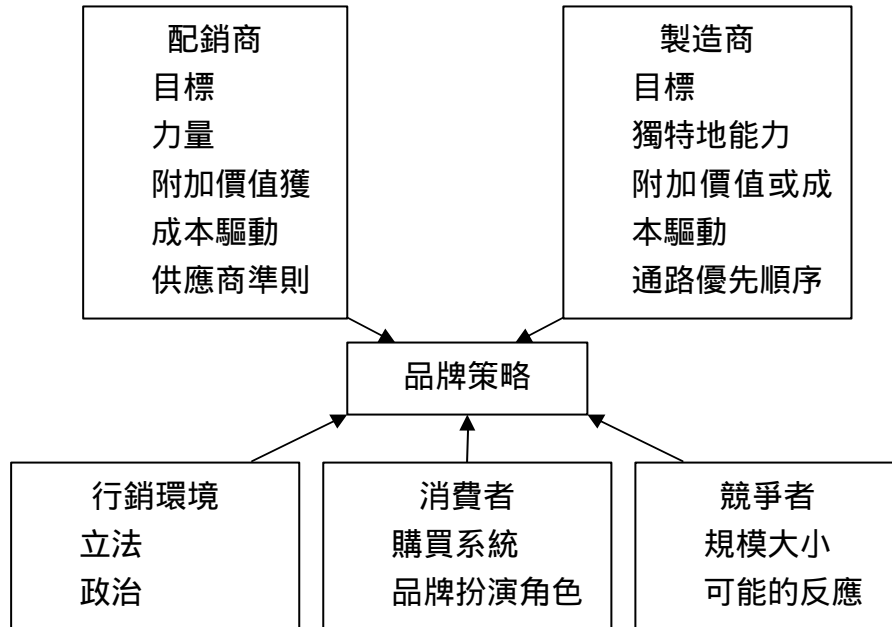 配銷商
目標
力量
附加價值獲
成本驅動
供應商準則
製造商
目標
獨特地能力
附加價值或成
本驅動
通路優先順序
品牌策略
行銷環境
立法
政治
消費者
購買系統
品牌扮演角色
競爭者
規模大小
可能的反應